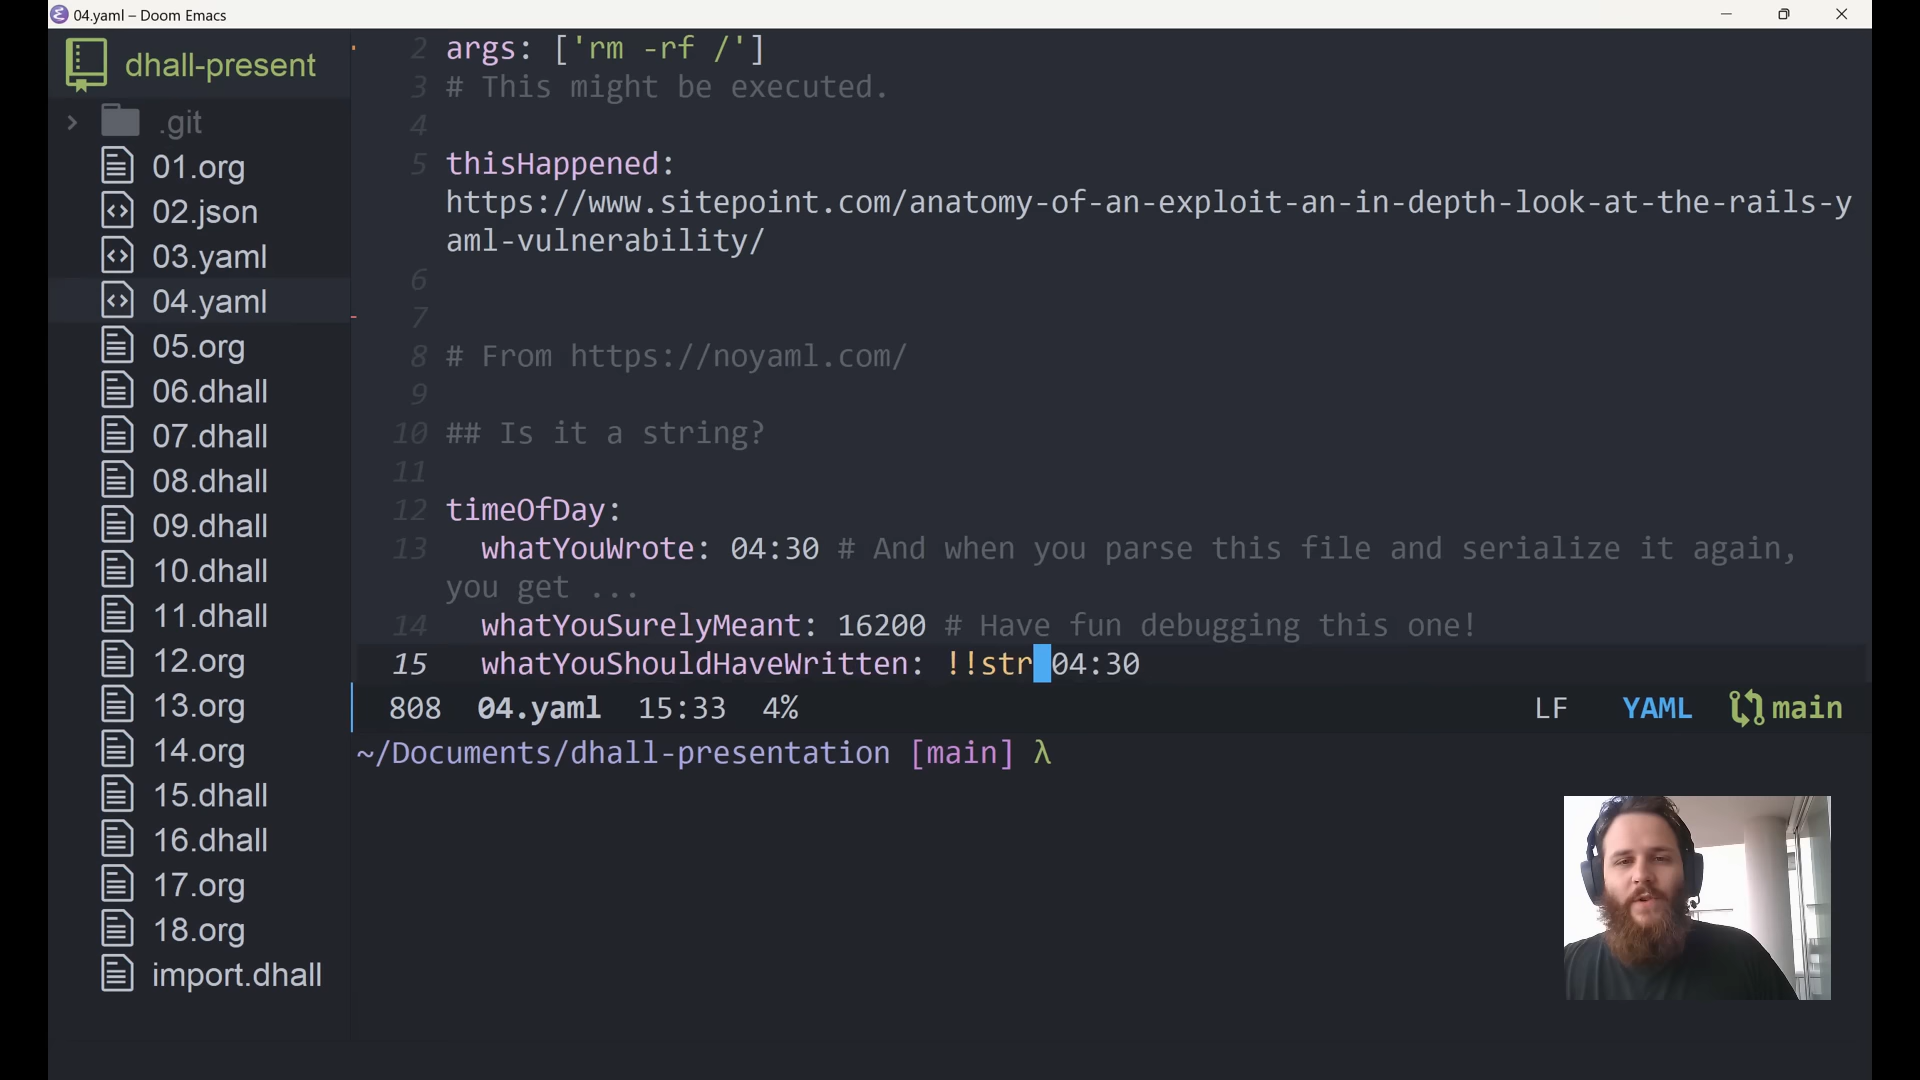 04.yaml – Doom Emacs
dhall-present
.git
01.org
02.json
03.yaml
04.yaml
05.org
06.dhall
07.dhall
08.dhall
09.dhall
10.dhall
11.dhall
12.org
13.org
14.org
15.dhall
16.dhall
17.org
18.org
import.dhall
2 args: ['rm -rf /']
3 # This might be executed.
4
5 thisHappened:
https://www.sitepoint.com/anatomy-of-an-exploit-an-in-depth-look-at-the-rails-y
aml-vulnerability/
6
7
8 # From https://noyaml.com/
9
10 ## Is it a string?
11
12 timeOfDay:
13 whatYouWrote: 04:30 # And when you parse this file and serialize it again,
you get ...
14 whatYouSurelyMeant: 16200 # Have fun debugging this one!
15 whatYouShouldHaveWritten: !!str 04:30
808 04.yaml 15:33 4% LF YAML main
~/Documents/dhall-presentation [main] λ